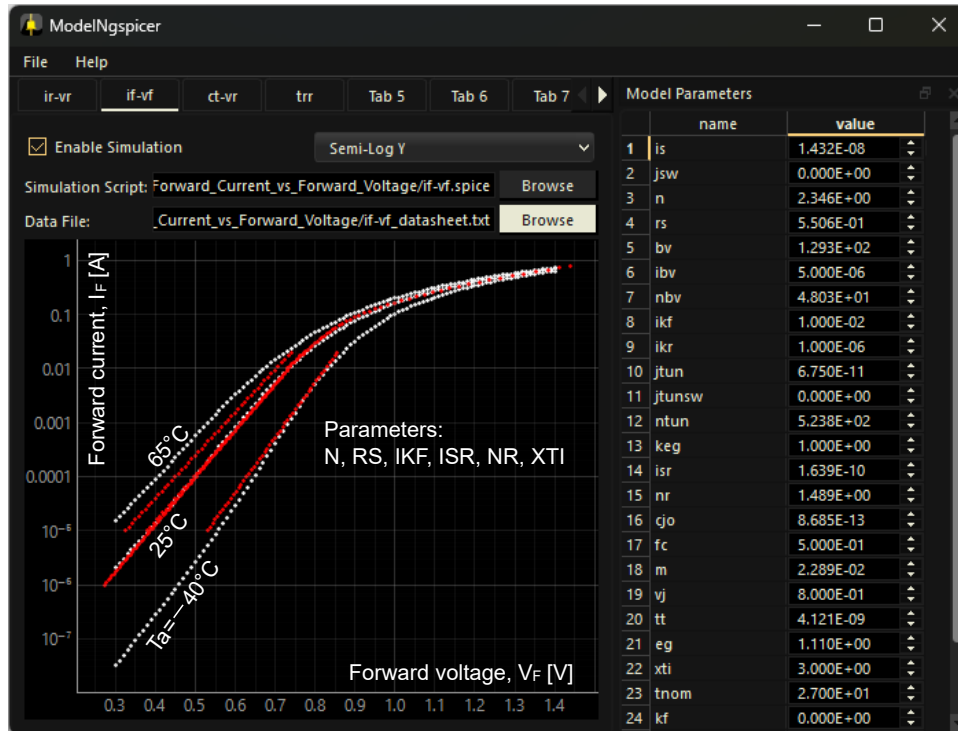 ModelNgspicer
File Help
ir-vr if-vf ct-vr trr Tab 5 Tab 6 Tab 7
Enable Simulation Semi-Log Y
Simulation Script: Forward_Current_vs_Forward_Voltage/if-vf.spice Browse
Data File: _Current_vs_Forward_Voltage/if-vf_datasheet.txt Browse
Forward current, IF [A]
1
0.1
0.01
0.001
0.0001
10⁻⁵
10⁻⁶
10⁻⁷
65°C
25°C
Ta=－40°C
Parameters:
N, RS, IKF, ISR, NR, XTI
Forward voltage, VF [V]
0.3 0.4 0.5 0.6 0.7 0.8 0.9 1.0 1.1 1.2 1.3 1.4
Model Parameters
name value
1 is 1.432E-08
2 jsw 0.000E+00
3 n 2.346E+00
4 rs 5.506E-01
5 bv 1.293E+02
6 ibv 5.000E-06
7 nbv 4.803E+01
8 ikf 1.000E-02
9 ikr 1.000E-06
10 jtun 6.750E-11
11 jtunsw 0.000E+00
12 ntun 5.238E+02
13 keg 1.000E+00
14 isr 1.639E-10
15 nr 1.489E+00
16 cjo 8.685E-13
17 fc 5.000E-01
18 m 2.289E-02
19 vj 8.000E-01
20 tt 4.121E-09
21 eg 1.110E+00
22 xti 3.000E+00
23 tnom 2.700E+01
24 kf 0.000E+00